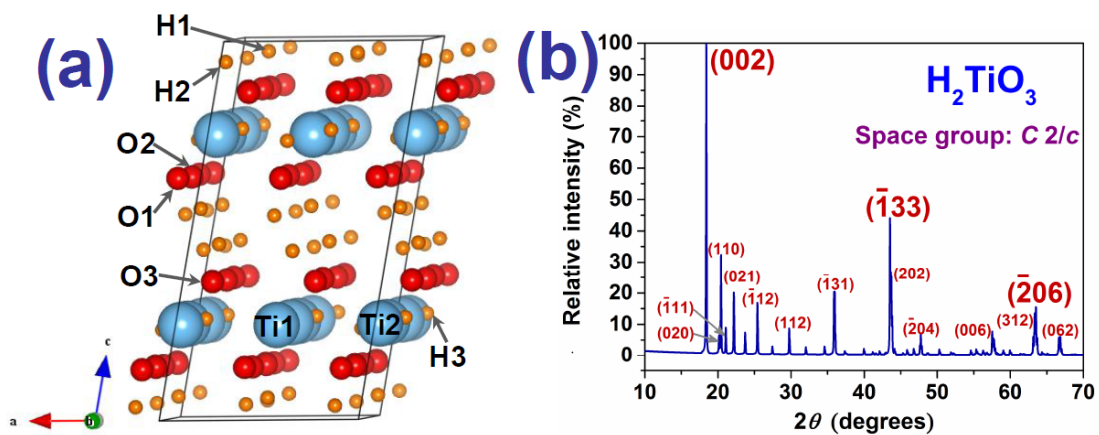 (a)
H1
H2
O2
O1
O3
Ti1
Ti2
H3
c
a
b
(b)
Relative intensity (%)
100
90
80
70
60
50
40
30
20
10
0
(002)
H₂TiO₃
Space group: C 2/c
(1̄33)
(110)
(021)
(1̄11)
(020)
(1̄12)
(112)
(1̄31)
(202)
(2̄04)
(006)
(312)
(2̄06)
(062)
10
20
30
40
50
60
70
2θ (degrees)